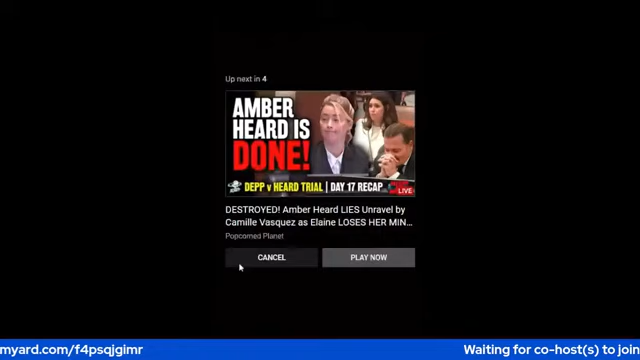 Up next in 4
AMBER
HEARD IS
DONE!
DEPP v HEARD TRIAL | DAY 17 RECAP
LIVE
DESTROYED! Amber Heard LIES Unravel by
Camille Vasquez as Elaine LOSES HER MIN...
Popcorned Planet
CANCEL
PLAY NOW
myard.com/f4psqjgimr
Waiting for co-host(s) to join